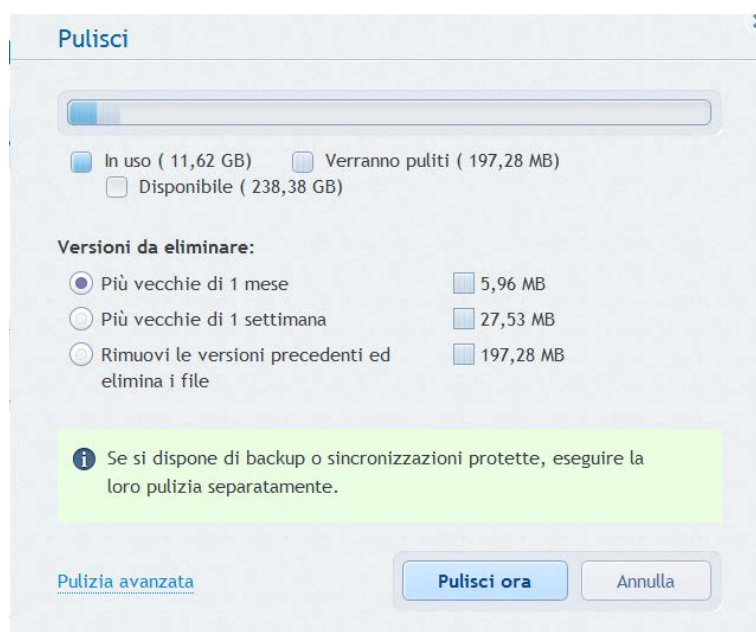 Pulisci
In uso ( 11,62 GB) Verranno puliti ( 197,28 MB)
Disponibile ( 238,38 GB)
Versioni da eliminare:
Più vecchie di 1 mese 5,96 MB
Più vecchie di 1 settimana 27,53 MB
Rimuovi le versioni precedenti ed 197,28 MB
elimina i file
Se si dispone di backup o sincronizzazioni protette, eseguire la
loro pulizia separatamente.
Pulizia avanzata Pulisci ora Annulla